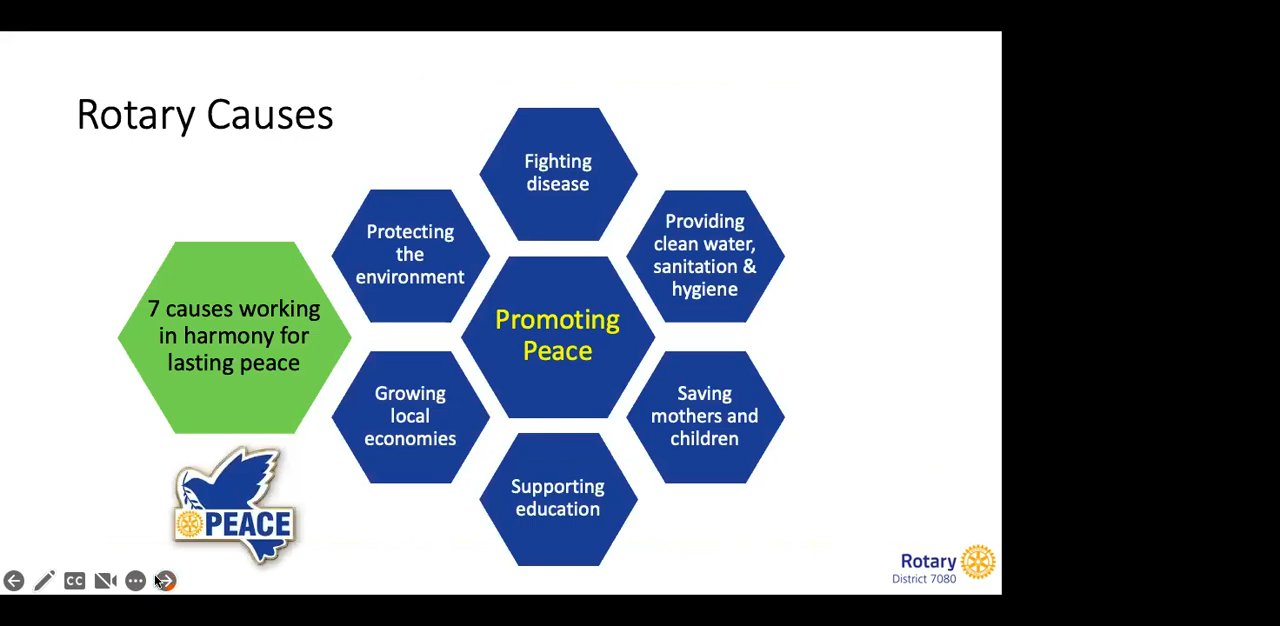 Rotary Causes
Fighting
disease
Protecting
the
environment
Providing
clean water,
sanitation &
hygiene
7 causes working
in harmony for
lasting peace
Promoting
Peace
Growing
local
economies
Saving
mothers and
children
Supporting
education
PEACE
CC
Rotary
District 7080